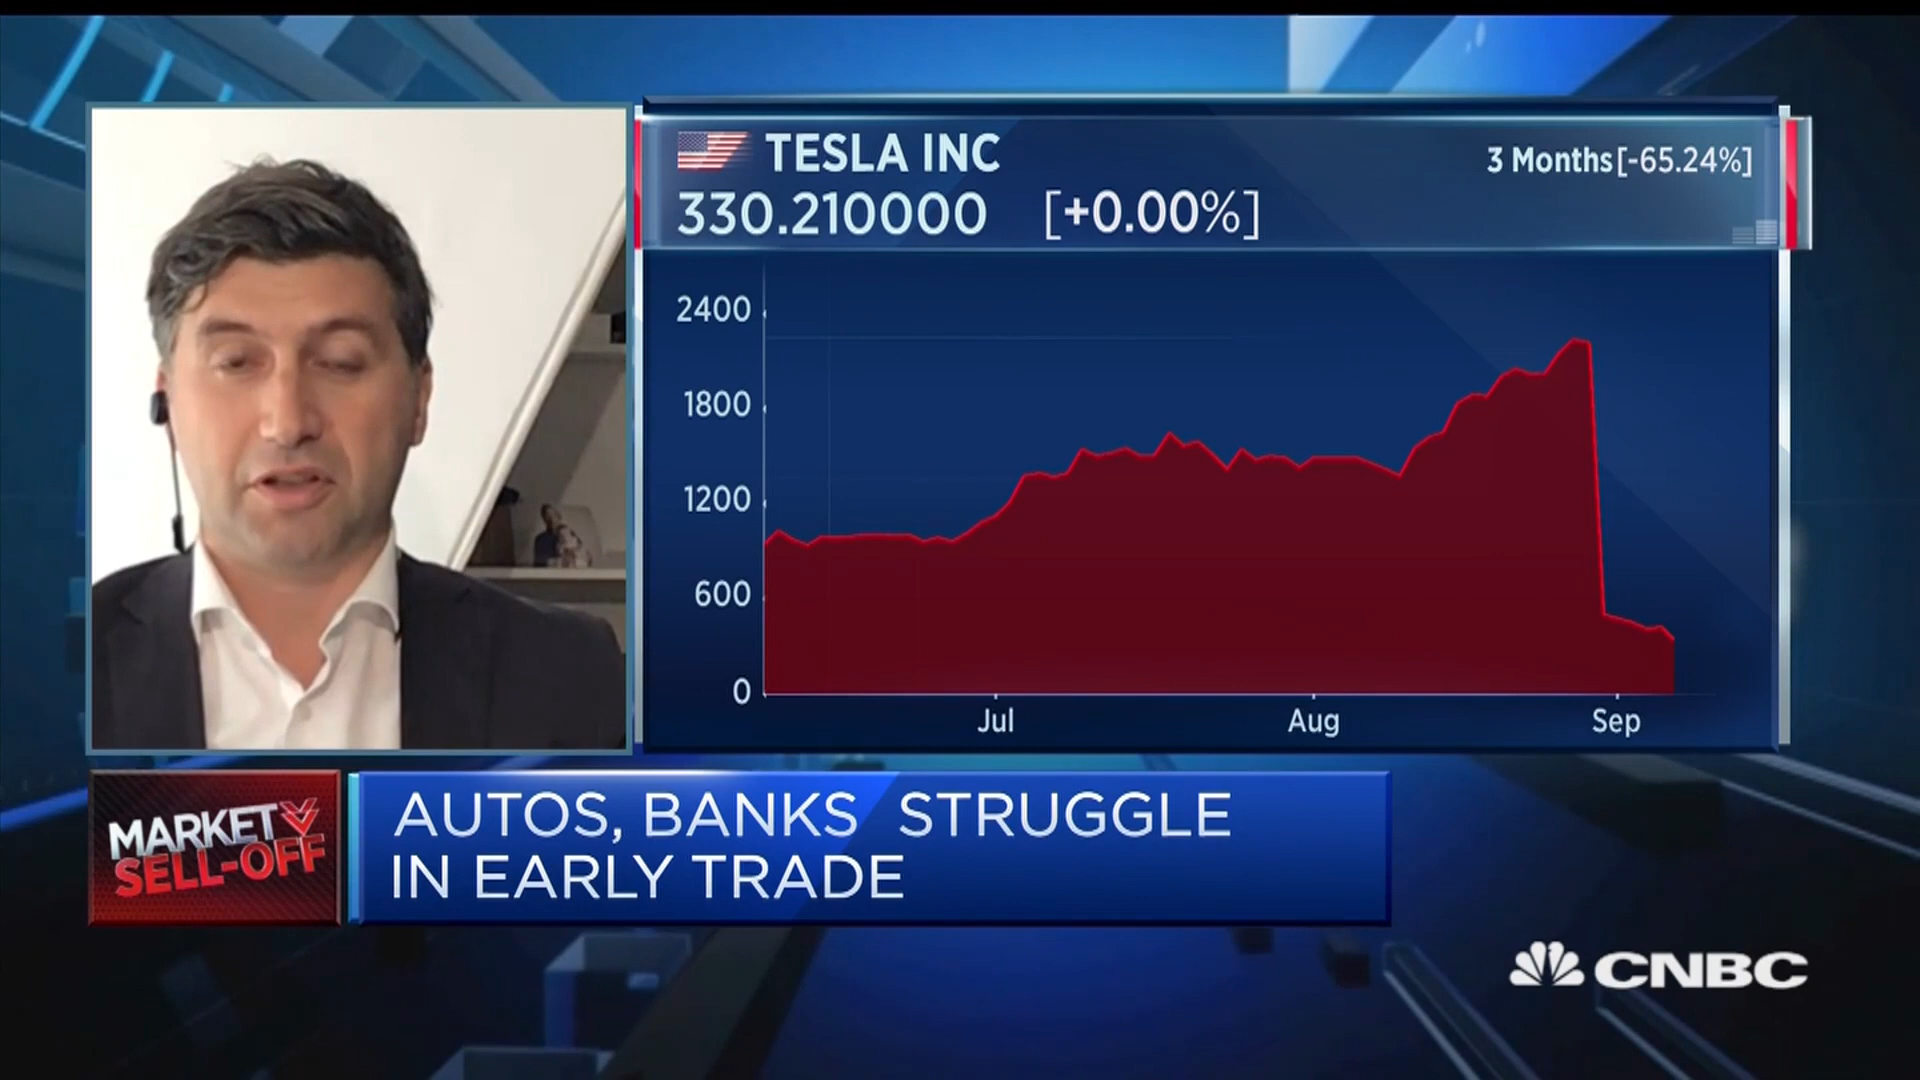 TESLA INC
3 Months[-65.24%]
330.210000 [+0.00%]
2400
1800
1200
600
0
Jul Aug Sep
MARKET
SELL-OFF
AUTOS, BANKS STRUGGLE
IN EARLY TRADE
CNBC